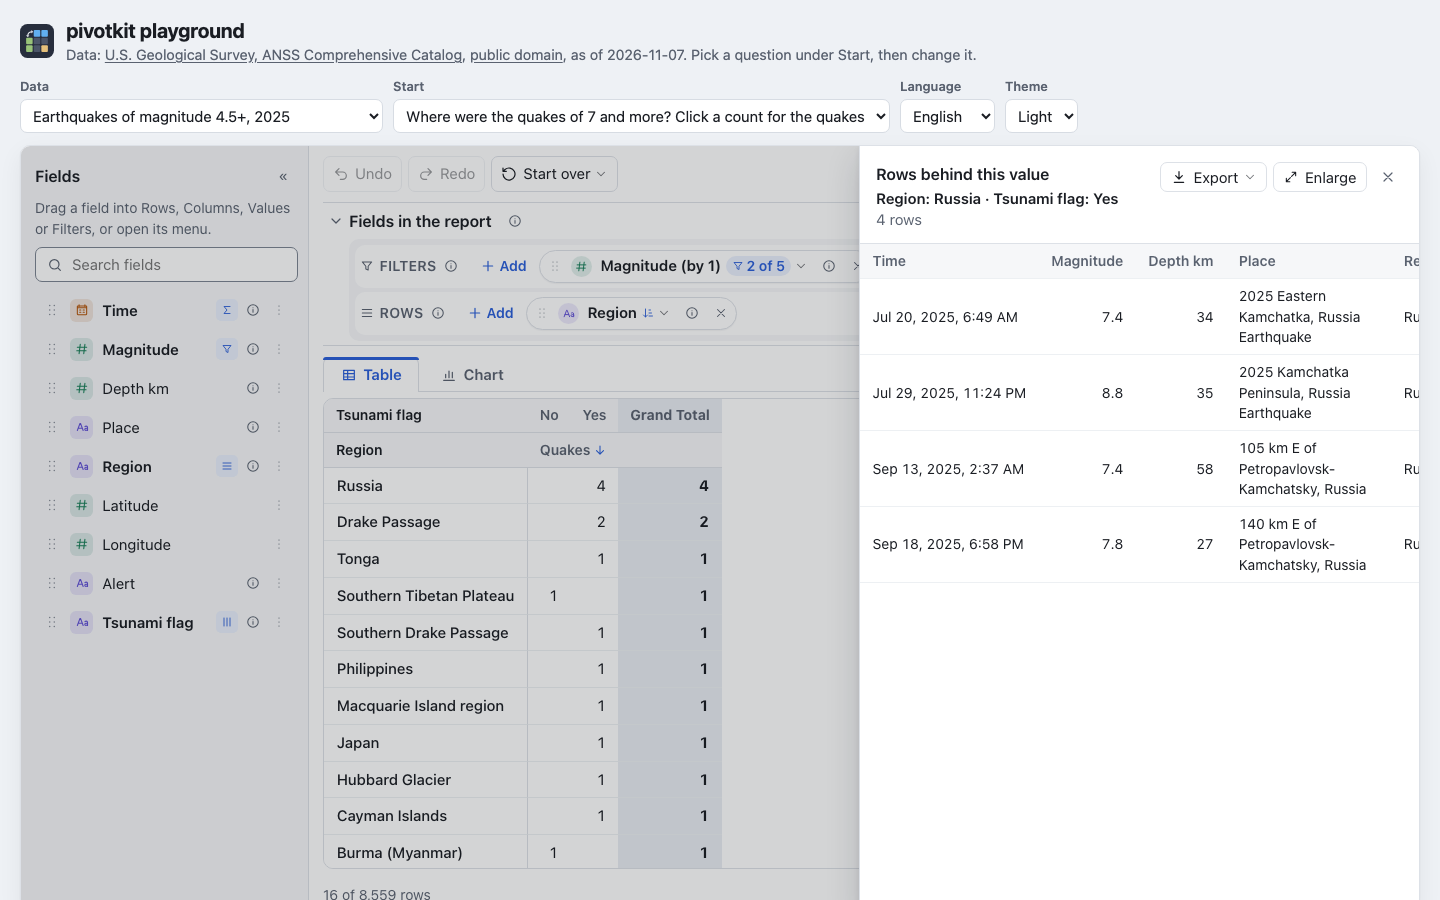 pivotkit playground
Data: U.S. Geological Survey, ANSS Comprehensive Catalog, public domain, as of 2026-11-07. Pick a question under Start, then change it.
Data
Start
Language
Theme
Earthquakes of magnitude 4.5+, 2025
Where were the quakes of 7 and more? Click a count for the quakes
English
Light
Fields
«
Drag a field into Rows, Columns, Values
or Filters, or open its menu.
Search fields
Time
Magnitude
Depth km
Aa Place
Aa Region
Latitude
Longitude
Aa Alert
Aa Tsunami flag
Undo
Redo
Start over
Fields in the report
FILTERS
+ Add
# Magnitude (by 1) 2 of 5
ROWS
+ Add
Aa Region
Table
Chart
Tsunami flag No Yes Grand Total
Region Quakes ↓
Russia 4 4
Drake Passage 2 2
Tonga 1 1
Southern Tibetan Plateau 1 1
Southern Drake Passage 1 1
Philippines 1 1
Macquarie Island region 1 1
Japan 1 1
Hubbard Glacier 1 1
Cayman Islands 1 1
Burma (Myanmar) 1 1
16 of 8,559 rows
Rows behind this value
Region: Russia · Tsunami flag: Yes
4 rows
Export
Enlarge
Time Magnitude Depth km Place Re
Jul 20, 2025, 6:49 AM 7.4 34 2025 Eastern
Kamchatka, Russia
Earthquake
Ru
Jul 29, 2025, 11:24 PM 8.8 35 2025 Kamchatka
Peninsula, Russia
Earthquake
Ru
Sep 13, 2025, 2:37 AM 7.4 58 105 km E of
Petropavlovsk-
Kamchatsky, Russia
Ru
Sep 18, 2025, 6:58 PM 7.8 27 140 km E of
Petropavlovsk-
Kamchatsky, Russia
Ru